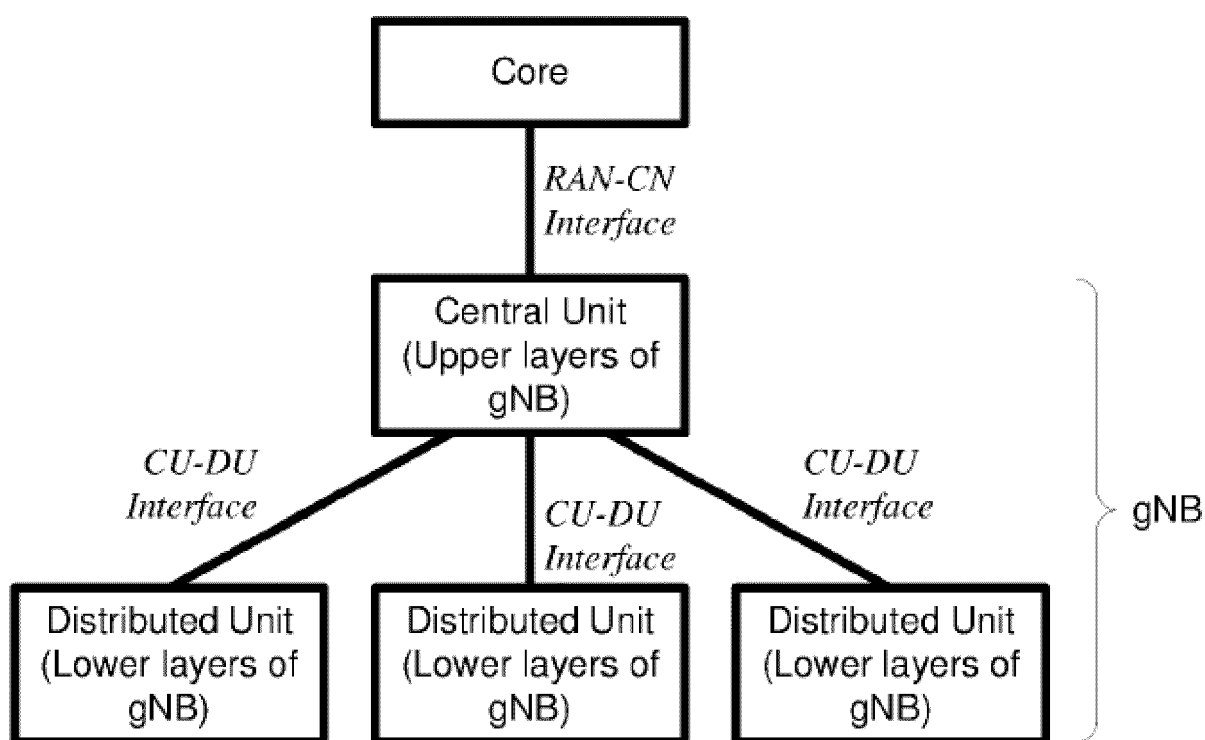 Core
RAN-CN
Interface
Central Unit
(Upper layers of
gNB)
CU-DU
Interface
CU-DU
Interface
CU-DU
Interface
gNB
Distributed Unit
(Lower layers of
gNB)
Distributed Unit
(Lower layers of
gNB)
Distributed Unit
(Lower layers of
gNB)